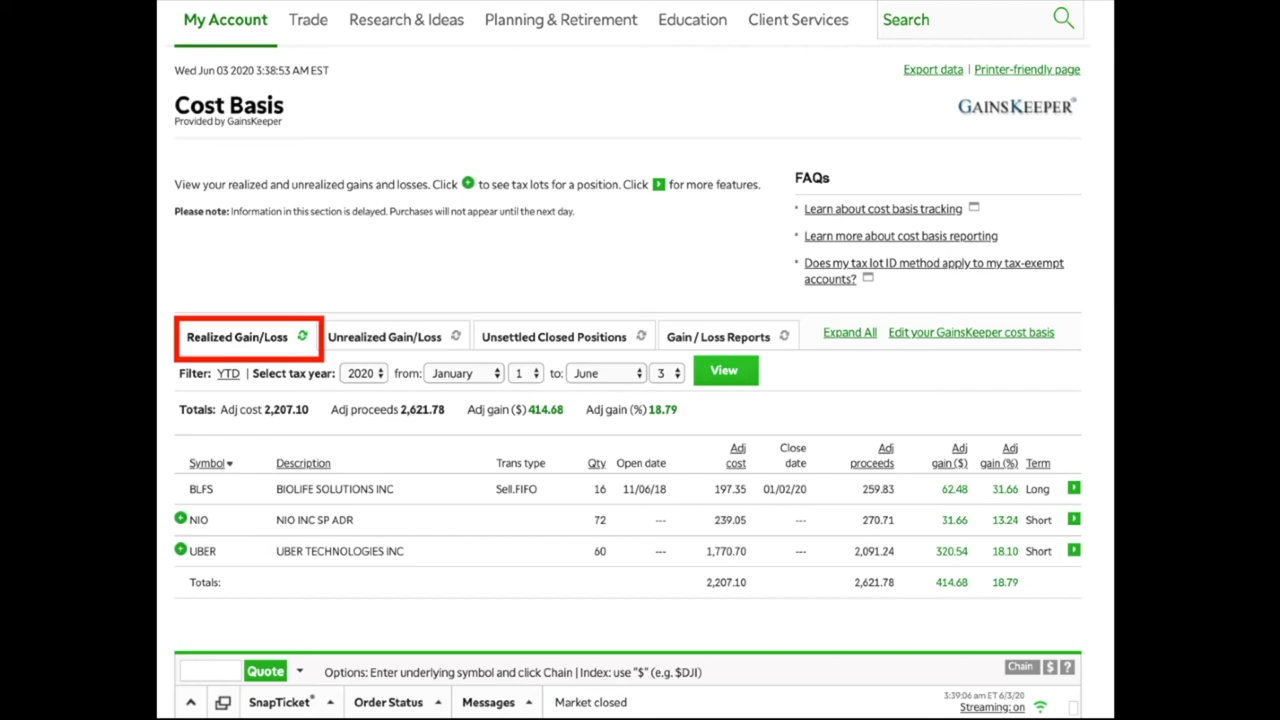 My Account Trade Research & Ideas Planning & Retirement Education Client Services Search
Wed Jun 03 2020 3:38:53 AM EST
Export data | Printer-friendly page
Cost Basis
Provided by GainsKeeper
GAINSKEEPER®
View your realized and unrealized gains and losses. Click to see tax lots for a position. Click for more features.
Please note: Information in this section is delayed. Purchases will not appear until the next day.
FAQs
Learn about cost basis tracking
Learn more about cost basis reporting
Does my tax lot ID method apply to my tax-exempt
accounts?
Realized Gain/Loss Unrealized Gain/Loss Unsettled Closed Positions Gain / Loss Reports Expand All Edit your GainsKeeper cost basis
Filter: YTD | Select tax year: 2020 from: January 1 to: June 3 View
Totals: Adj cost 2,207.10 Adj proceeds 2,621.78 Adj gain ($) 414.68 Adj gain (%) 18.79
Symbol Description Trans type Qty Open date Adj cost Close date Adj proceeds Adj gain ($) Adj gain (%) Term
BLFS BIOLIFE SOLUTIONS INC Sell.FIFO 16 11/06/18 197.35 01/02/20 259.83 62.48 31.66 Long
NIO NIO INC SP ADR 72 --- 239.05 --- 270.71 31.66 13.24 Short
UBER UBER TECHNOLOGIES INC 60 --- 1,770.70 --- 2,091.24 320.54 18.10 Short
Totals: 2,207.10 2,621.78 414.68 18.79
Quote Options: Enter underlying symbol and click Chain | Index: use "$" (e.g. $DJI) Chain $ ?
SnapTicket® Order Status Messages Market closed
3:39:06 am ET 6/3/20
Streaming: on